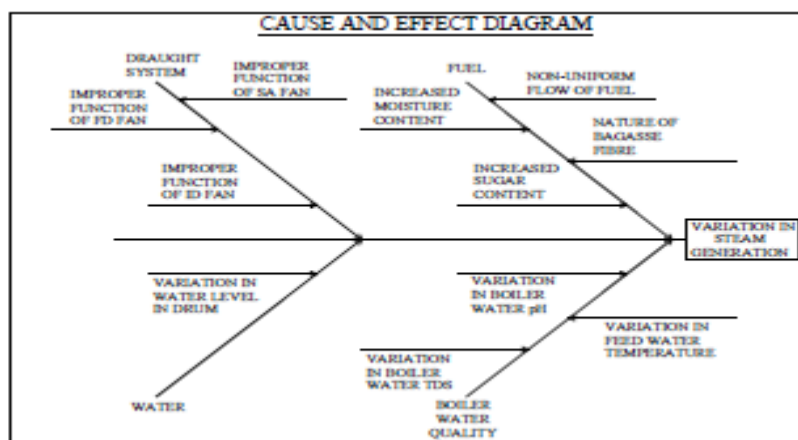 CAUSE AND EFFECT DIAGRAM
DRAUGHT
SYSTEM
IMPROPER
FUNCTION
OF SA FAN
IMPROPER
FUNCTION
OF FD FAN
IMPROPER
FUNCTION
OF ID FAN
FUEL
INCREASED
MOISTURE
CONTENT
NON-UNIFORM
FLOW OF FUEL
NATURE OF
BAGASSE
FIBRE
INCREASED
SUGAR
CONTENT
VARIATION IN
STEAM
GENERATION
VARIATION IN
WATER LEVEL
IN DRUM
WATER
VARIATION
IN BOILER
WATER pH
VARIATION IN
FEED WATER
TEMPERATURE
VARIATION
IN BOILER
WATER TDS
BOILER
WATER
QUALITY